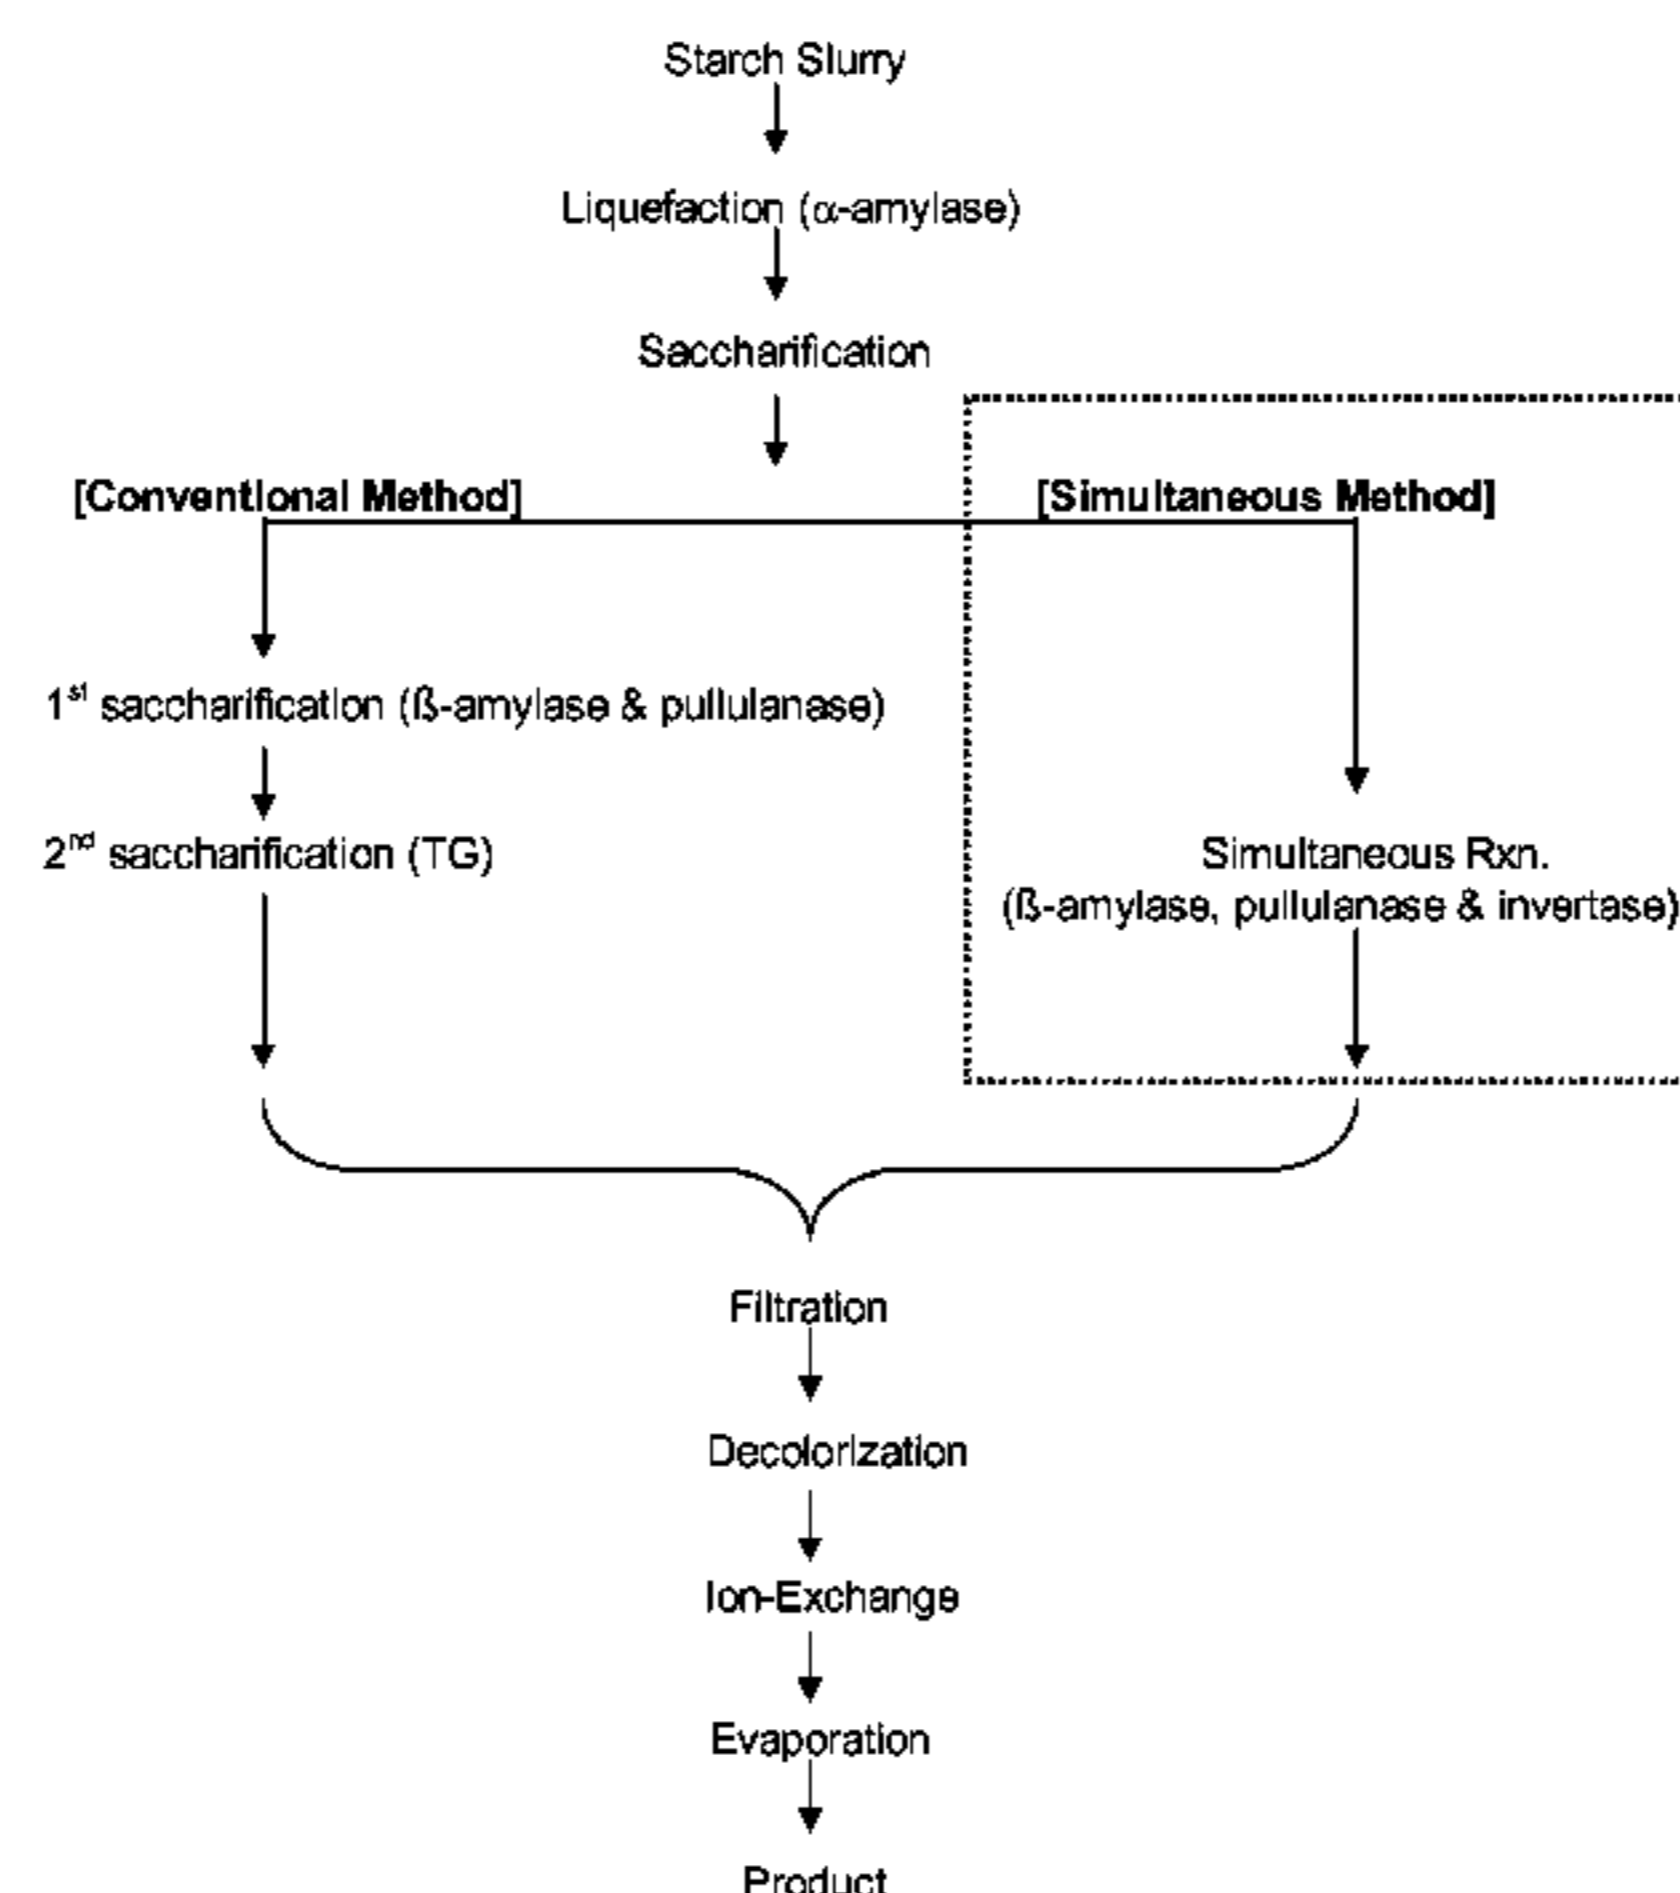 Starch Slurry
Liquefaction (α-amylase)
Saccharification
[Conventional Method]
[Simultaneous Method]
1st saccharification (ß-amylase & pullulanase)
2nd saccharification (TG)
Simultaneous Rxn.
(ß-amylase, pullulanase & invertase)
Filtration
Decolorization
Ion-Exchange
Evaporation
Product